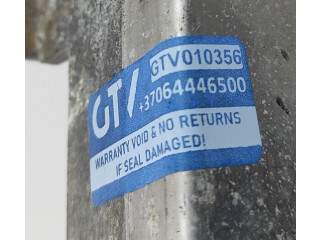 GTV
GTV010356
+37064446500
WARRANTY VOID & NO RETURNS
IF SEAL DAMAGED!